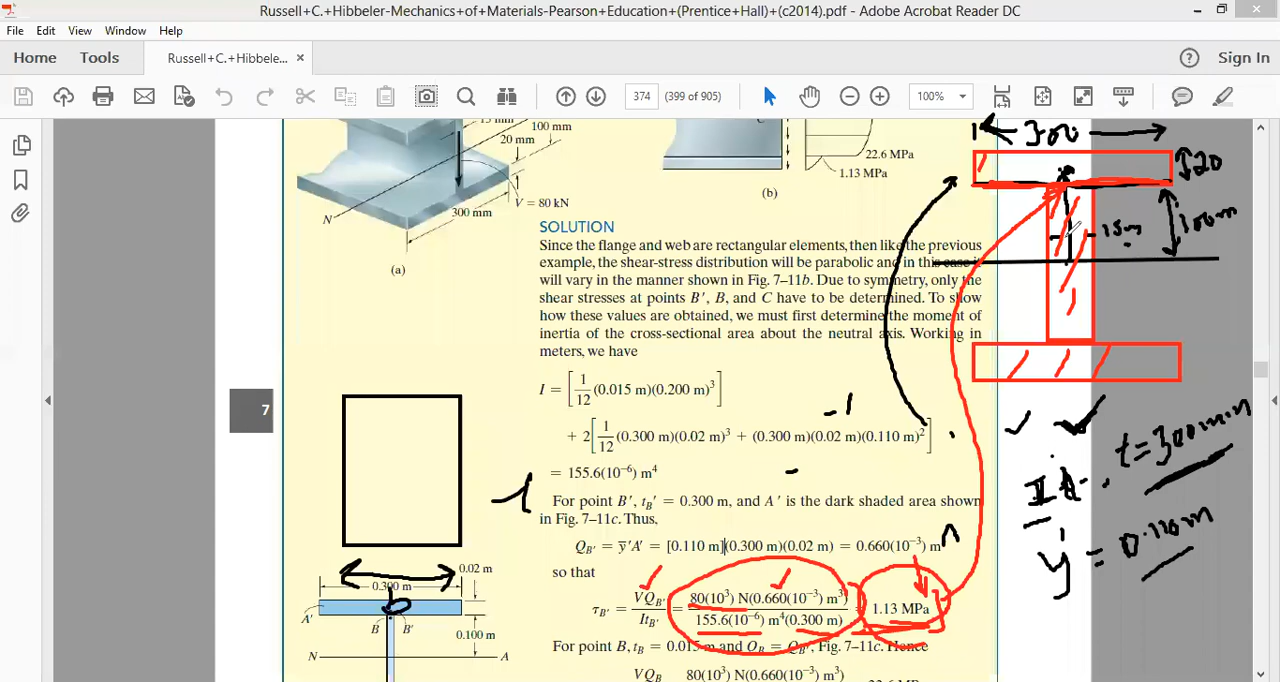 Russell+C.+Hibbeler-Mechanics+of+Materials-Pearson+Education+(Prentice+Hall)+(c2014).pdf - Adobe Acrobat Reader DC
File Edit View Window Help
Home Tools Russell+C.+Hibbele-... × Sign In
374 (399 of 905) 100%
100 mm
20 mm
300 mm
V = 80 kN
N
(a)
C
22.6 MPa
1.13 MPa
(b)
300
20
100m
15m
SOLUTION
Since the flange and web are rectangular elements, then like the previous
example, the shear-stress distribution will be parabolic and in this case it
will vary in the manner shown in Fig. 7–11b. Due to symmetry, only the
shear stresses at points B′, B, and C have to be determined. To show
how these values are obtained, we must first determine the moment of
inertia of the cross-sectional area about the neutral axis. Working in
meters, we have
I = [1/12 (0.015 m)(0.200 m)³]
+ 2[1/12 (0.300 m)(0.02 m)³ + (0.300 m)(0.02 m)(0.110 m)²]
= 155.6(10⁻⁶) m⁴
For point B′, tB′ = 0.300 m, and A′ is the dark shaded area shown
in Fig. 7–11c. Thus,
QB′ = y̅′A′ = [0.110 m](0.300 m)(0.02 m) = 0.660(10⁻³) m
so that
τB′ = VQB′/ItB′ = 80(10³) N(0.660(10⁻³) m³)/155.6(10⁻⁶) m⁴(0.300 m) = 1.13 MPa
For point B, tB = 0.015 m and QB = QB′, Fig. 7–11c. Hence
VQB 80(10³) N(0.660(10⁻³) m³)
7
0.02 m
0.300 m
A′
B B′
0.100 m
N A
t=300mm
y̅ = 0.110m